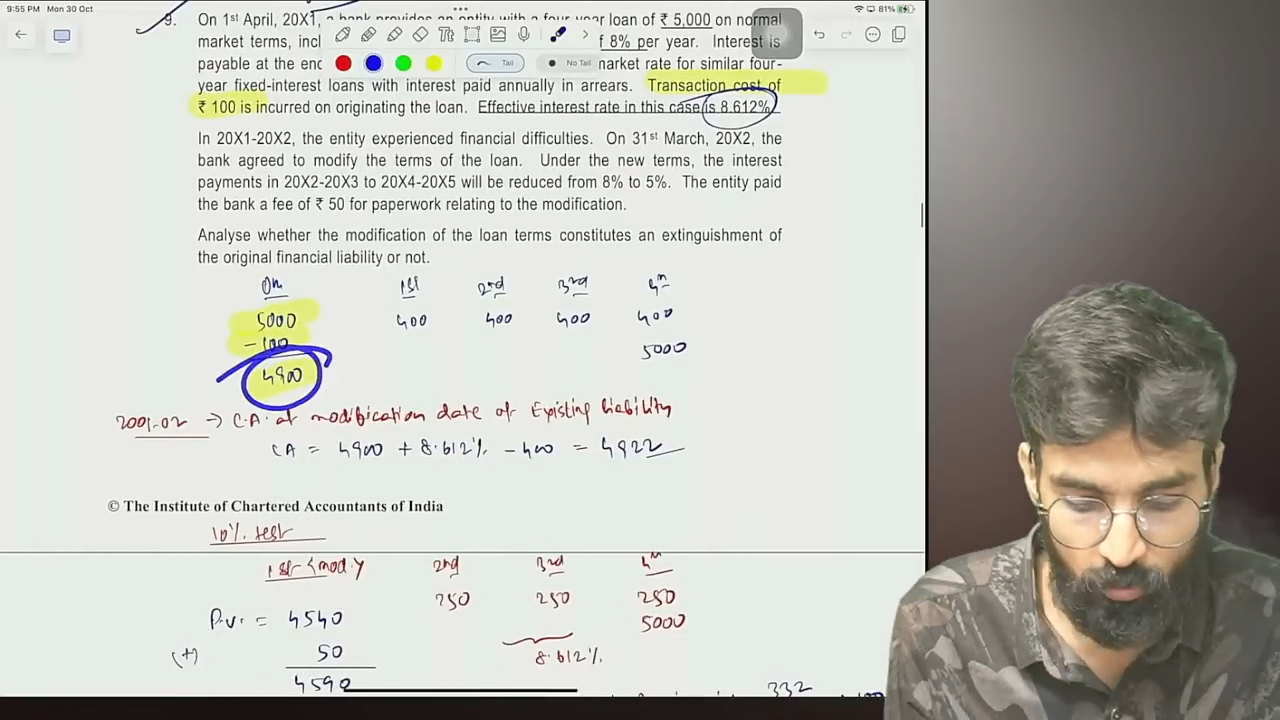 9:55 PM Mon 30 Oct
81%
9. On 1st April, 20X1, a bank provides an entity with a four-year loan of ₹ 5,000 on normal
market terms, incl f 8% per year. Interest is
payable at the end market rate for similar four-
year fixed-interest loans with interest paid annually in arrears. Transaction cost of
₹ 100 is incurred on originating the loan. Effective interest rate in this case is 8.612%
Tail
No Tail
In 20X1-20X2, the entity experienced financial difficulties. On 31st March, 20X2, the
bank agreed to modify the terms of the loan. Under the new terms, the interest
payments in 20X2-20X3 to 20X4-20X5 will be reduced from 8% to 5%. The entity paid
the bank a fee of ₹ 50 for paperwork relating to the modification.
Analyse whether the modification of the loan terms constitutes an extinguishment of
the original financial liability or not.
1st 2nd 3rd 4th
5000 400 400 400 400
-100 5000
4900
2001-02 → C.A. at modification date of Existing liability
CA = 4900 + 8.612% - 400 = 4922
© The Institute of Chartered Accountants of India
10% test
1st <mod.y 2nd 3rd 4th
250 250 250
P.V. = 4540 5000
(+) 50
8.612%
4590
332